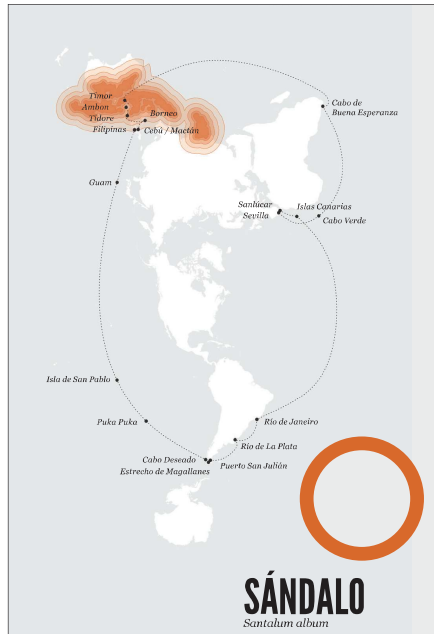 Timor
Ambon
Tidore
Borneo
Filipinas
Cebú / Mactán
Cabo de
Buena Esperanza
Guam
Sanlúcar
Sevilla
Islas Canarias
Cabo Verde
Isla de San Pablo
Puka Puka
Río de Janeiro
Río de La Plata
Cabo Deseado
Estrecho de Magallanes
Puerto San Julián
SÁNDALO
Santalum album